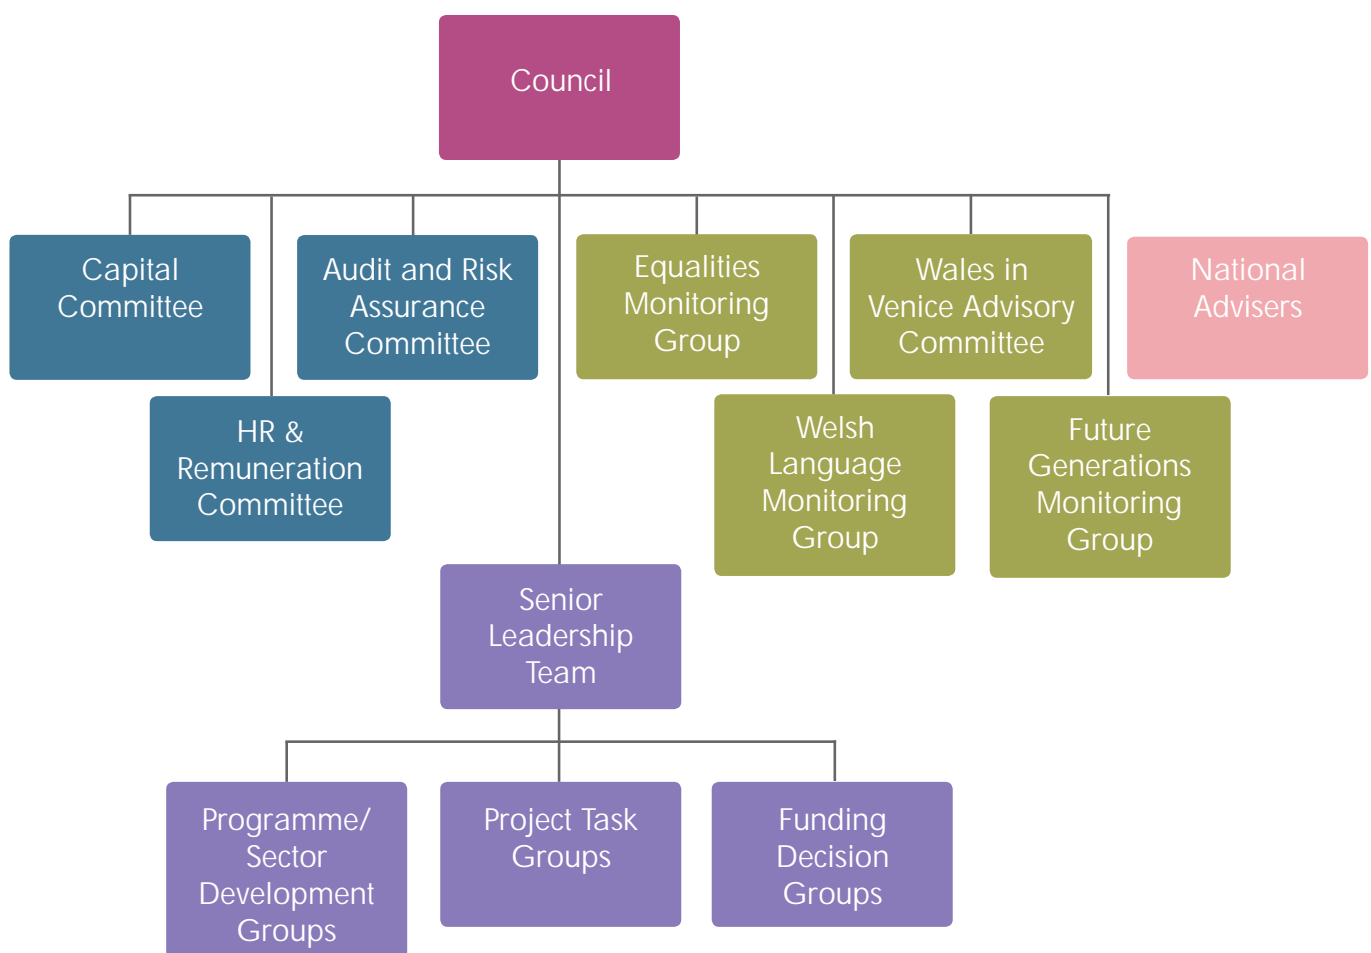 Council
Capital
Committee
Audit and Risk
Assurance
Committee
Equalities
Monitoring
Group
Wales in
Venice Advisory
Committee
National
Advisers
HR &
Remuneration
Committee
Welsh
Language
Monitoring
Group
Future
Generations
Monitoring
Group
Senior
Leadership
Team
Programme/
Sector
Development
Groups
Project Task
Groups
Funding
Decision
Groups